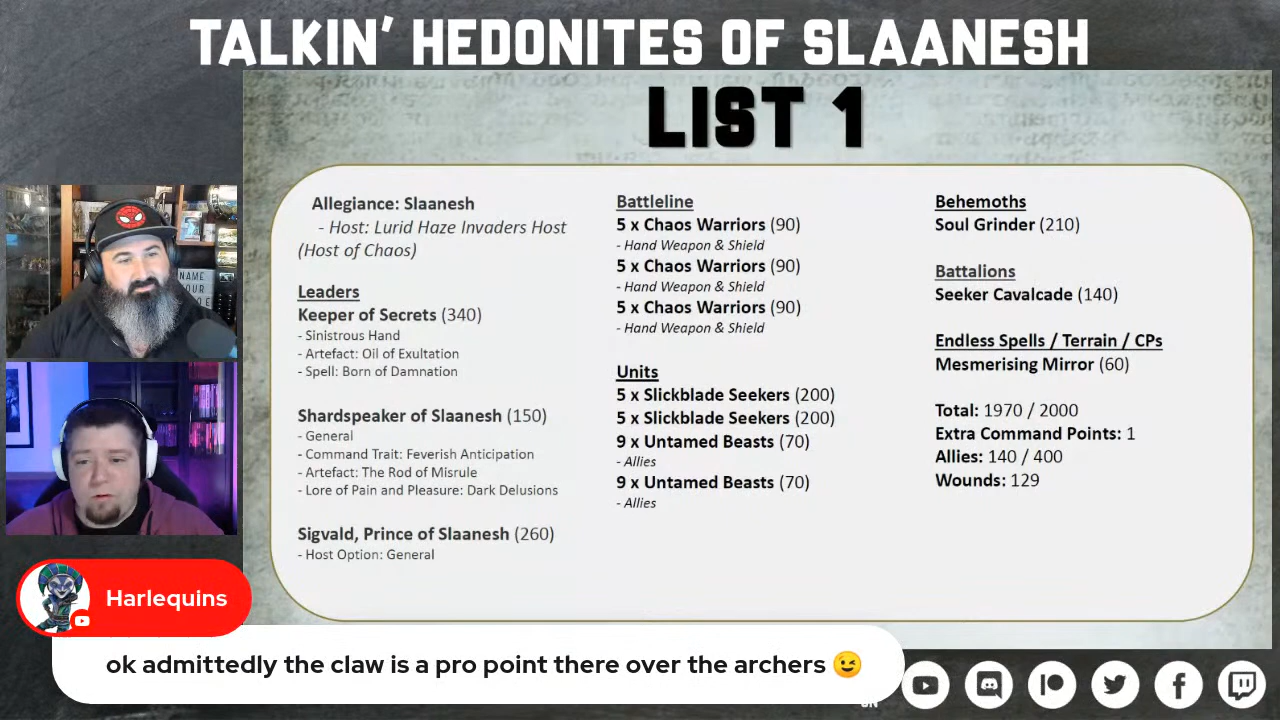 TALKIN' HEDONITES OF SLAANESH
LIST 1
Allegiance: Slaanesh
- Host: Lurid Haze Invaders Host
(Host of Chaos)
Leaders
Keeper of Secrets (340)
- Sinistrous Hand
- Artefact: Oil of Exultation
- Spell: Born of Damnation
Shardspeaker of Slaanesh (150)
- General
- Command Trait: Feverish Anticipation
- Artefact: The Rod of Misrule
- Lore of Pain and Pleasure: Dark Delusions
Sigvald, Prince of Slaanesh (260)
- Host Option: General
Battleline
5 x Chaos Warriors (90)
- Hand Weapon & Shield
5 x Chaos Warriors (90)
- Hand Weapon & Shield
5 x Chaos Warriors (90)
- Hand Weapon & Shield
Units
5 x Slickblade Seekers (200)
5 x Slickblade Seekers (200)
9 x Untamed Beasts (70)
- Allies
9 x Untamed Beasts (70)
- Allies
Behemoths
Soul Grinder (210)
Battalions
Seeker Cavalcade (140)
Endless Spells / Terrain / CPs
Mesmerising Mirror (60)
Total: 1970 / 2000
Extra Command Points: 1
Allies: 140 / 400
Wounds: 129
NAME
YOUR
Harlequins
ok admittedly the claw is a pro point there over the archers 😉